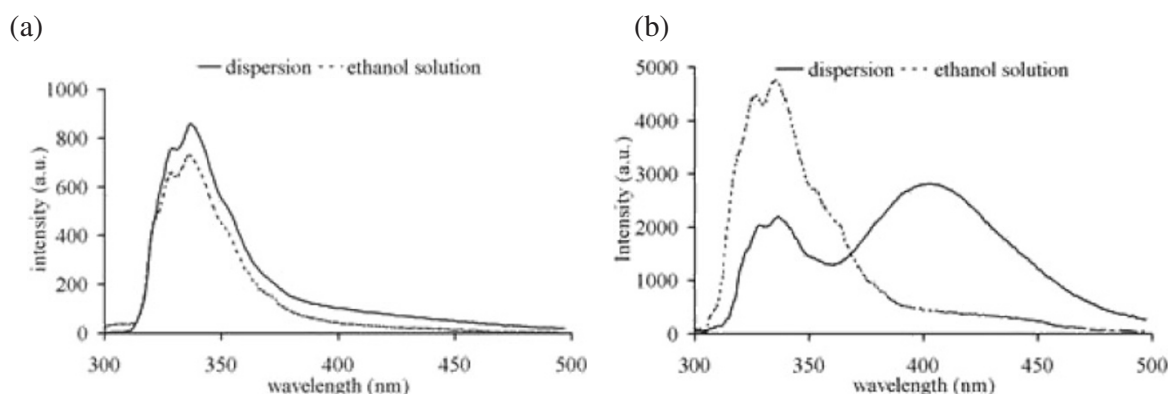 (a)
(b)
dispersion ethanol solution
1000
800
600
400
200
0
intensity (a.u.)
300 350 400 450 500
wavelength (nm)
dispersion ethanol solution
5000
4000
3000
2000
1000
0
Intensity (a.u.)
300 350 400 450 500
wavelength (nm)